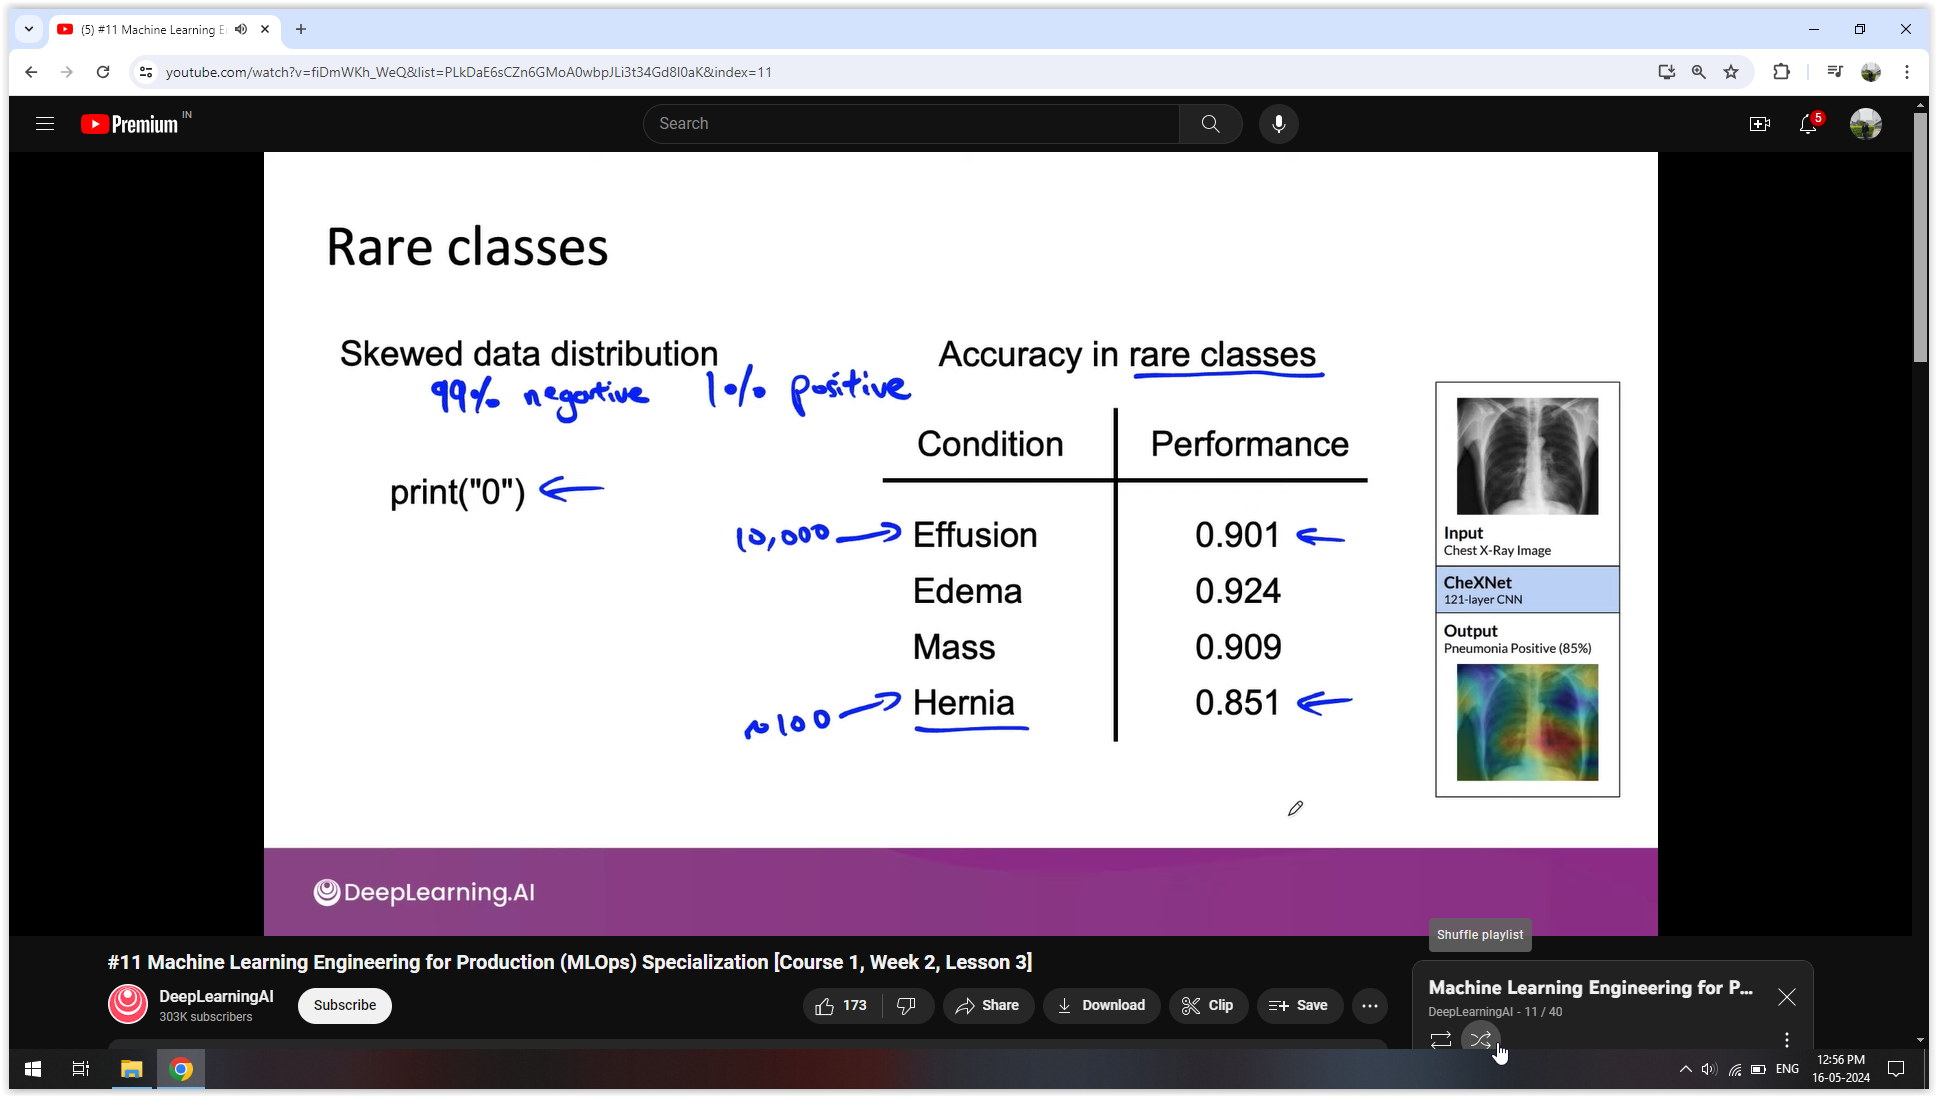 (5) #11 Machine Learning E
youtube.com/watch?v=fiDmWKh_WeQ&list=PLkDaE6sCZn6GMoA0wbpJLi3t34Gd8l0aK&index=11
Premium IN
Search
5
Rare classes
Skewed data distribution
99% negative 1% positive
print("0")
Accuracy in rare classes
Condition Performance
10,000 Effusion 0.901
Edema 0.924
Mass 0.909
~100 Hernia 0.851
Input
Chest X-Ray Image
CheXNet
121-layer CNN
Output
Pneumonia Positive (85%)
DeepLearning.AI
Shuffle playlist
#11 Machine Learning Engineering for Production (MLOps) Specialization [Course 1, Week 2, Lesson 3]
DeepLearningAI
303K subscribers
Subscribe
173
Share
Download
Clip
Save
Machine Learning Engineering for P...
DeepLearningAI - 11 / 40
ENG
12:56 PM
16-05-2024